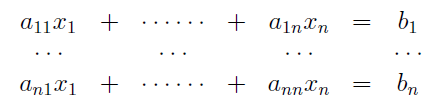 a₁₁x₁ + ⋯⋯ + a₁ₙxₙ = b₁
⋯ ⋯ ⋯ ⋯
aₙ₁x₁ + ⋯⋯ + aₙₙxₙ = bₙ